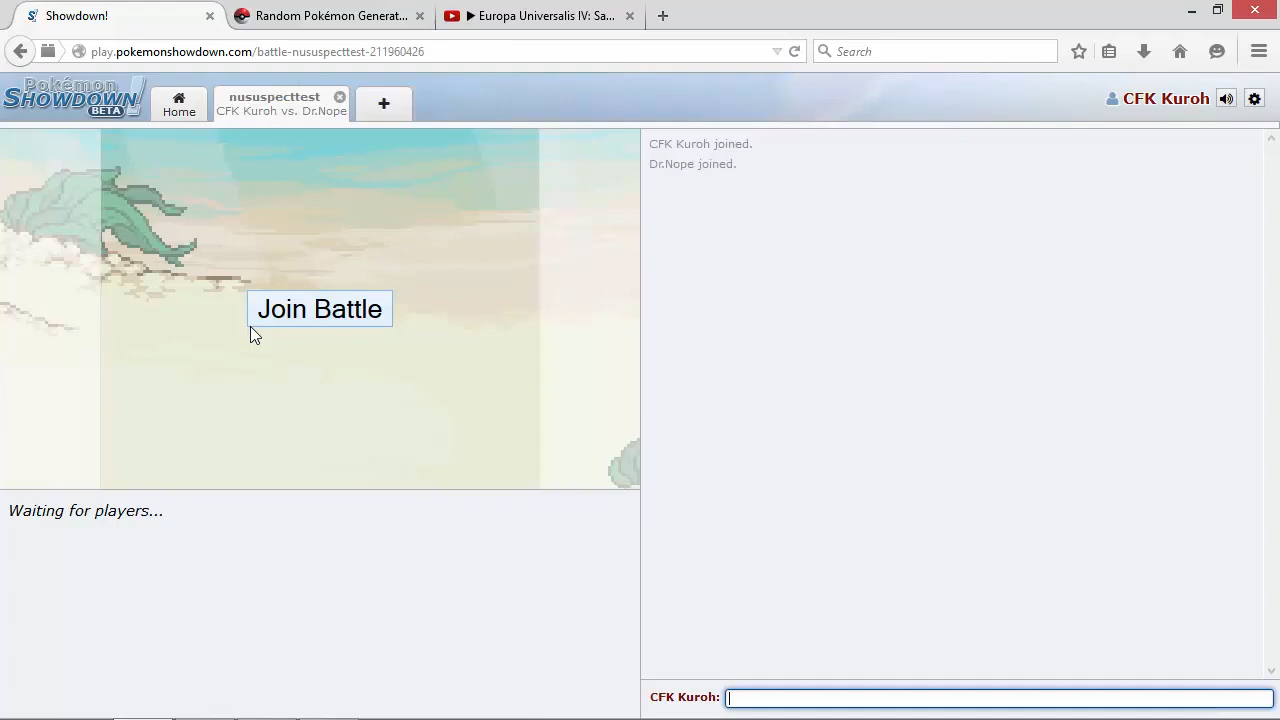 Showdown!
Random Pokémon Generat...
▶ Europa Universalis IV: Sa...
play.pokemonshowdown.com/battle-nususpecttest-211960426
Search
Pokémon
SHOWDOWN!
BETA
Home
nususpecttest
CFK Kuroh vs. Dr.Nope
CFK Kuroh
CFK Kuroh joined.
Dr.Nope joined.
Join Battle
Waiting for players...
CFK Kuroh: